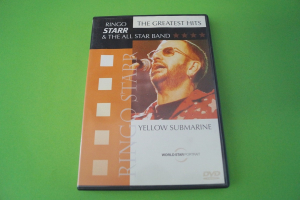 RINGO
STARR
& THE ALL STAR BAND
THE GREATEST HITS
RINGO STARR
YELLOW SUBMARINE
DVD